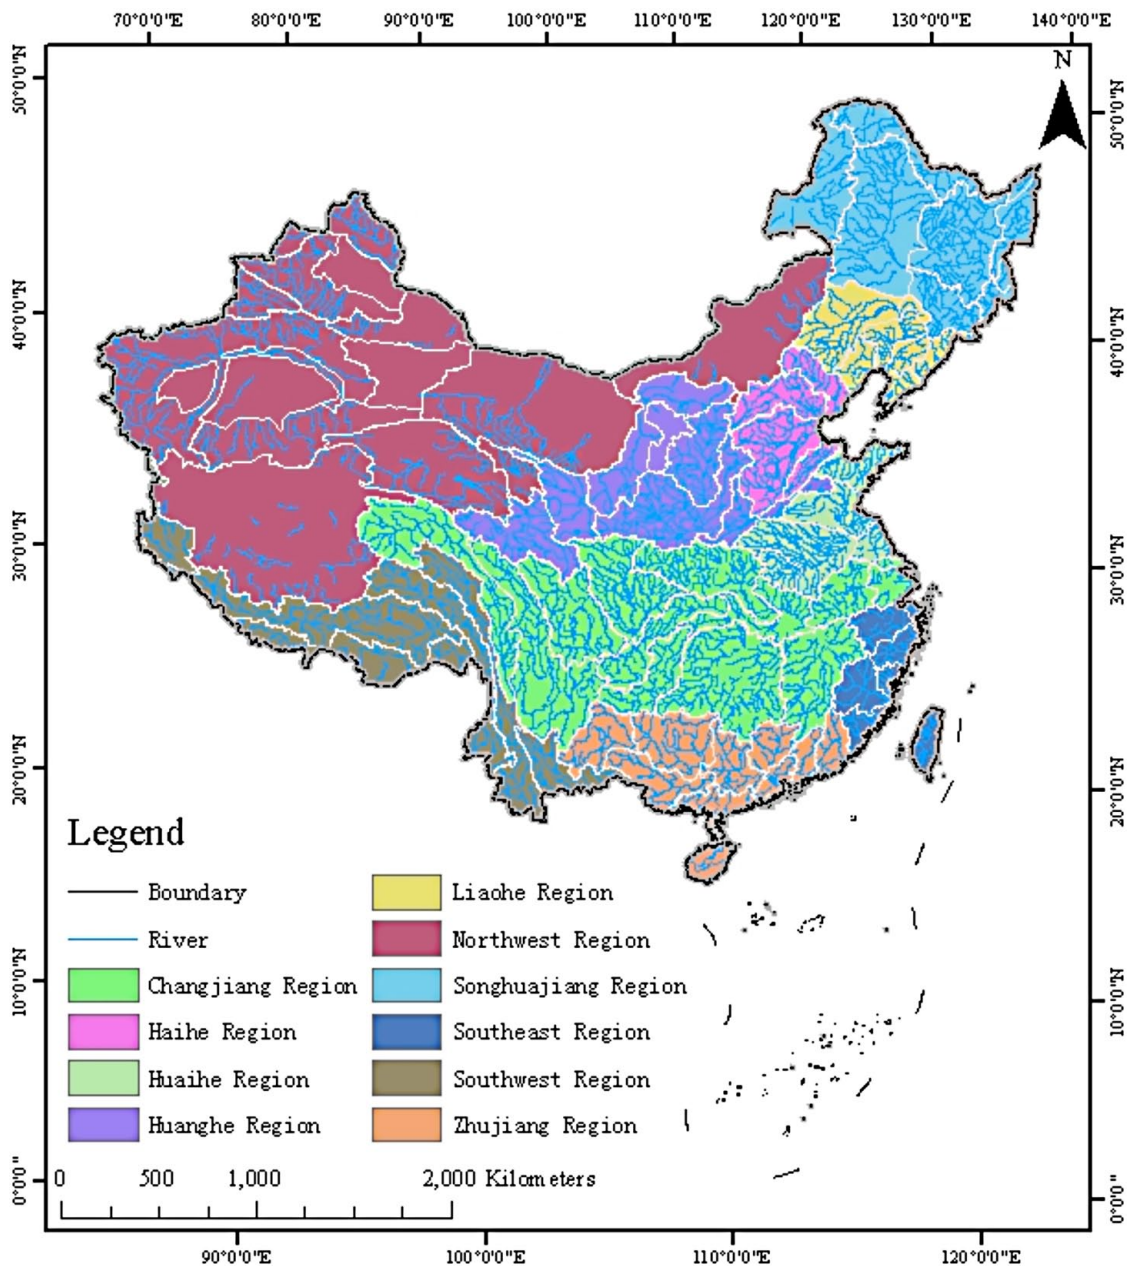 70°0'0"E 80°0'0"E 90°0'0"E 100°0'0"E 110°0'0"E 120°0'0"E 130°0'0"E 140°0'0"E
N
50°0'0"N
50°0'0"N
40°0'0"N
40°0'0"N
30°0'0"N
30°0'0"N
20°0'0"N
20°0'0"N
Legend
Boundary
Liaohe Region
River
Northwest Region
10°0'0"N
Changjiang Region
Songhuajiang Region
10°0'0"N
Haihe Region
Southeast Region
Huaihe Region
Southwest Region
Huanghe Region
Zhujiang Region
0 500 1,000 2,000 Kilometers
0°0'0"
0°0'0"
90°0'0"E 100°0'0"E 110°0'0"E 120°0'0"E